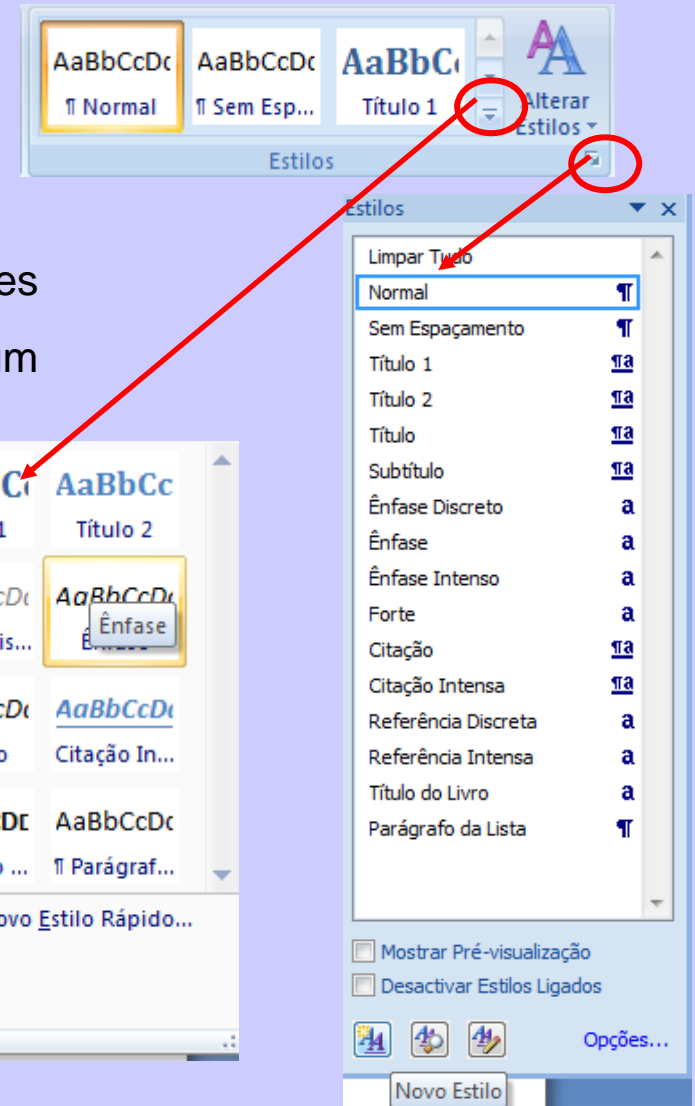 AaBbCcDc AaBbCcDc AaBbC
¶ Normal ¶ Sem Esp... Título 1
Alterar
Estilos
Estilos
es
um
AaBbCc
1 Título 2
AaBbCcDc
is...
Ênfase
AaBbCcDc
o Citação In...
AaBbCcDc
o ... ¶ Parágraf...
ovo Estilo Rápido...
Estilos
Limpar Tudo
Normal ¶
Sem Espaçamento ¶
Título 1 ¶a
Título 2 ¶a
Título ¶a
Subtítulo ¶a
Ênfase Discreto a
Ênfase a
Ênfase Intenso a
Forte a
Citação ¶a
Citação Intensa ¶a
Referência Discreta a
Referência Intensa a
Título do Livro a
Parágrafo da Lista ¶
Mostrar Pré-visualização
Desactivar Estilos Ligados
Opções...
Novo Estilo